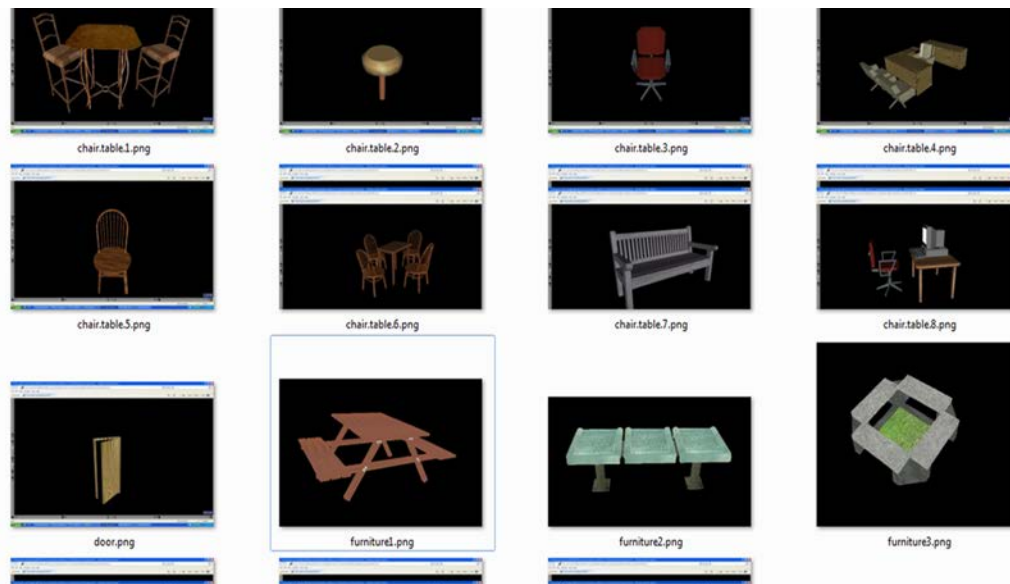 chair.table.1.png
chair.table.2.png
chair.table.3.png
chair.table.4.png
chair.table.5.png
chair.table.6.png
chair.table.7.png
chair.table.8.png
door.png
furniture1.png
furniture2.png
furniture3.png